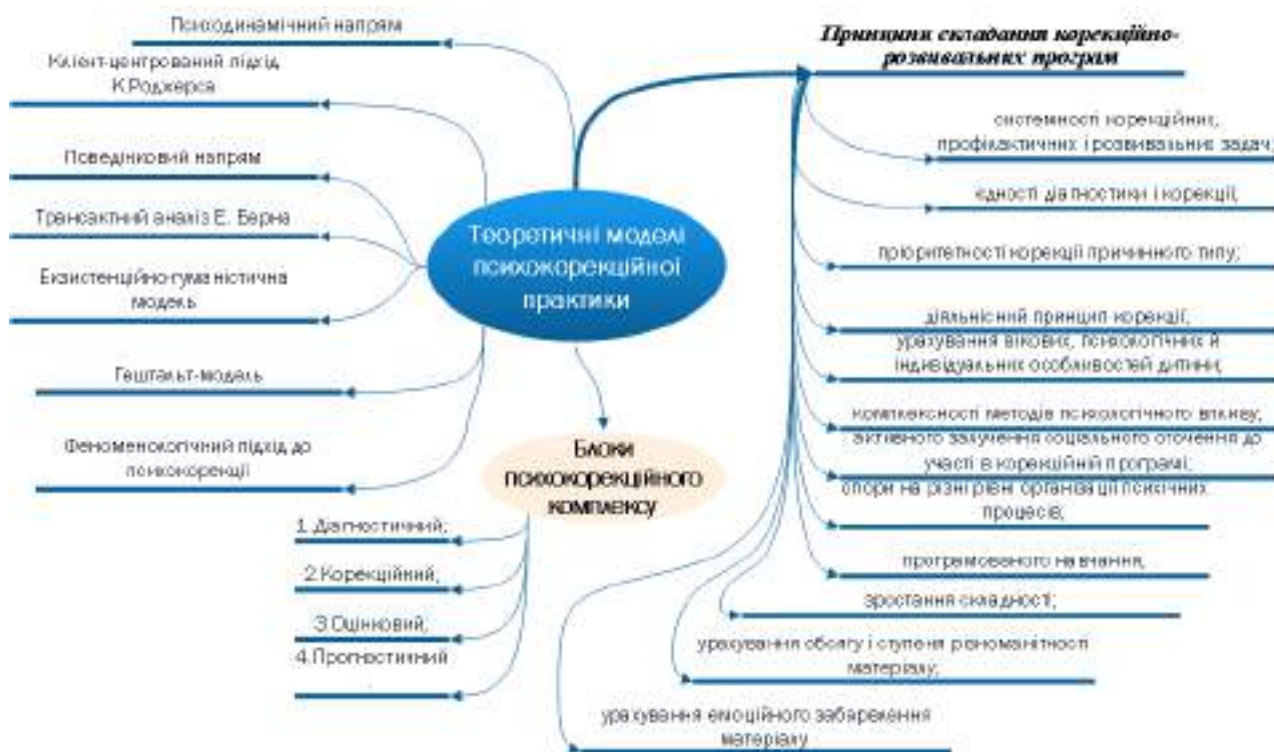 Психодинамічний напрям
Клієнт-центрований підхід
К.Роджерса
Поведінковий напрям
Трансактний аналіз Е. Берна
Екзистенційно-гуманістична
модель
Гештальт-модель
Феноменологічний підхід до
психокорекції
Теоретичні моделі
психокорекційної
практики
Блоки
психокорекційного
комплексу
1.Діагностичний;
2.Корекційний;
3.Оцінковий;
4.Прогностичний
.
Принципи складання корекційно-
розвивальних програм
системності корекційних,
профілактичних і розвивальних задач;
єдності діагностики і корекції;
пріоритетності корекції причинного типу;
діяльнісний принцип корекції;
урахування вікових, психологічних й
індивідуальних особливостей дитини;
комплексності методів психологічного впливу;
активного залучення соціального оточення до
участі в корекційній програмі;
опори на різні рівні організації психічних
процесів;
програмованого навчання;
зростання складності;
урахування обсягу і ступеня різноманітності
матеріалу;
урахування емоційного забарвлення
матеріалу